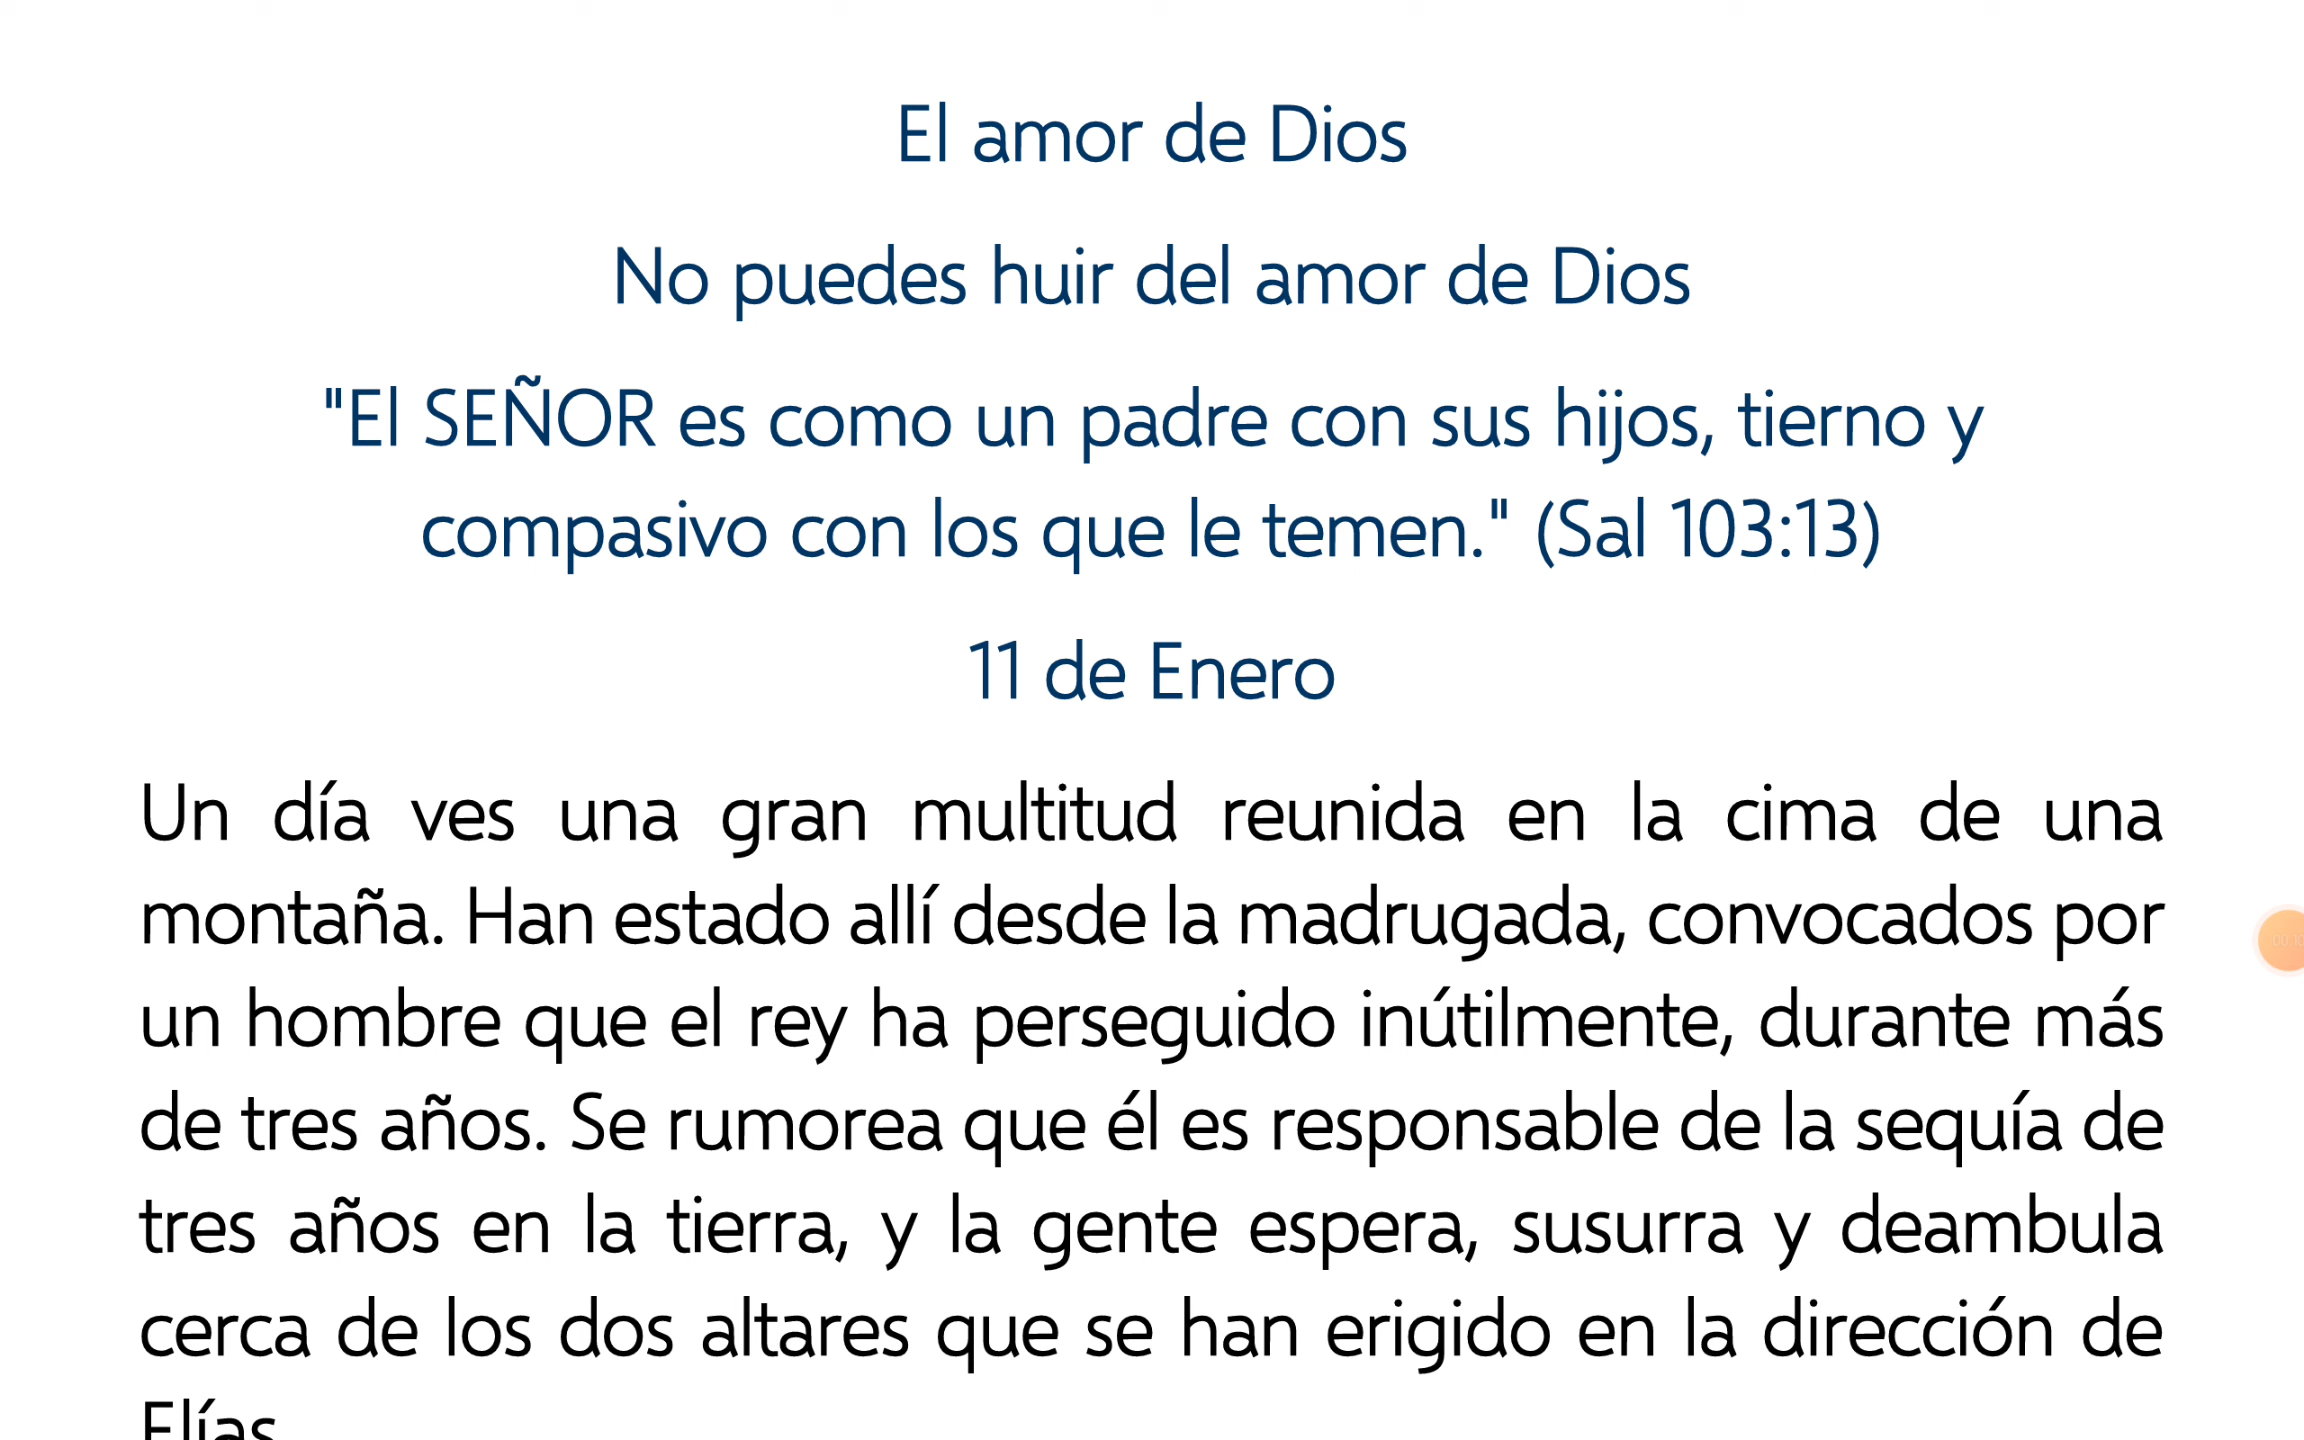 El amor de Dios
No puedes huir del amor de Dios
"El SEÑOR es como un padre con sus hijos, tierno y
compasivo con los que le temen." (Sal 103:13)
11 de Enero
Un día ves una gran multitud reunida en la cima de una
montaña. Han estado allí desde la madrugada, convocados por
un hombre que el rey ha perseguido inútilmente, durante más
de tres años. Se rumorea que él es responsable de la sequía de
tres años en la tierra, y la gente espera, susurra y deambula
cerca de los dos altares que se han erigido en la dirección de
Elías